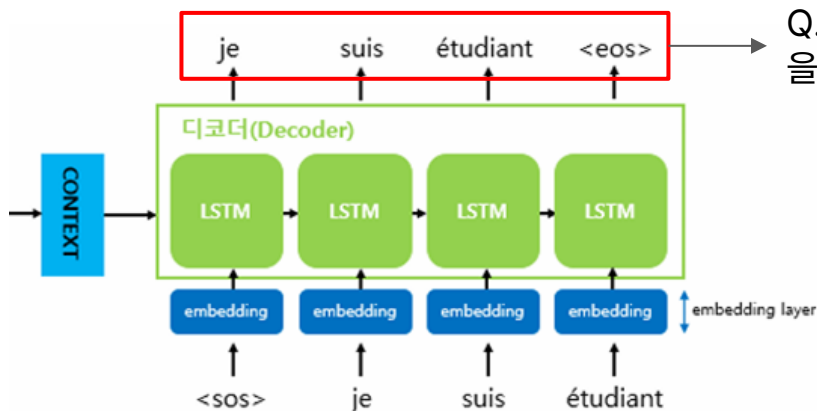 Q.
을
je suis étudiant <eos>
디코더(Decoder)
CONTEXT
LSTM LSTM LSTM LSTM
embedding embedding embedding embedding
embedding layer
<sos> je suis étudiant